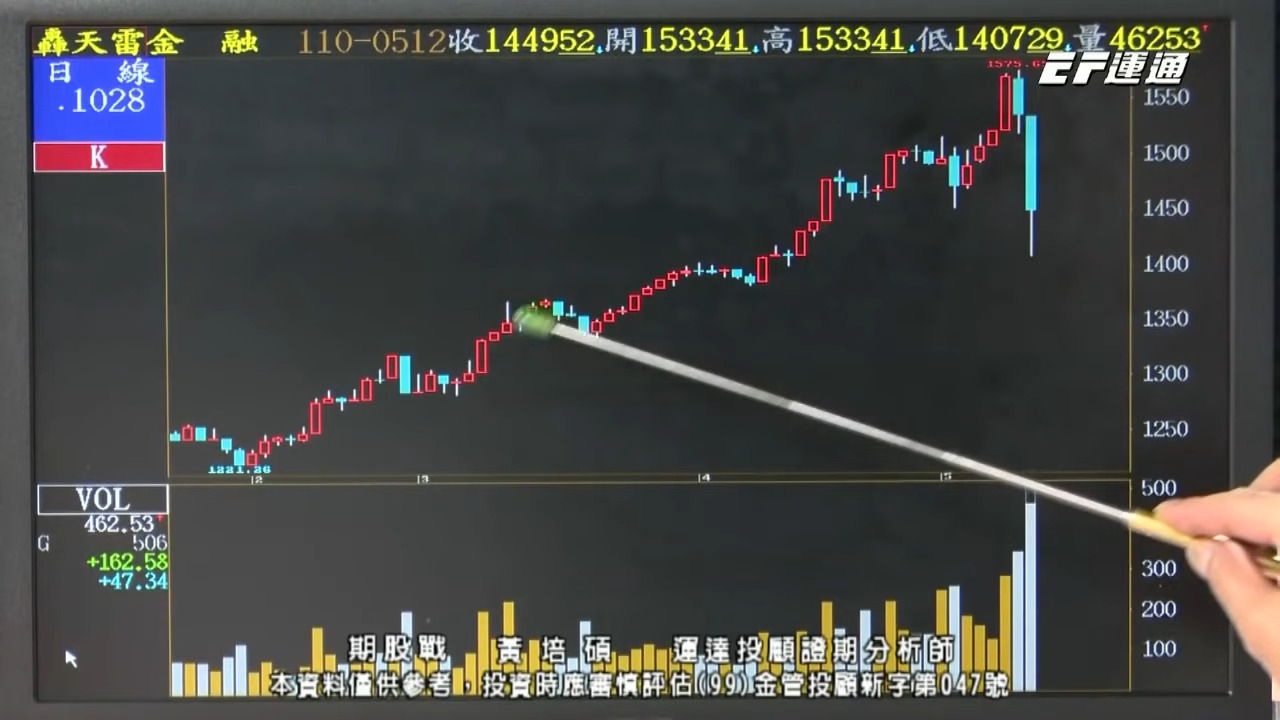 轟天雷金 融 110-0512收144952.開153341.高153341.低140729.量46253
日 線
.1028
K
1575.6
EF運通
1550
1500
1450
1400
1350
1300
1250
1221.26
2 3 4 5
VOL
462.53
G 506
+162.58
+47.34
500
300
200
100
期股戰 黃培碩 運達投顧證期分析師
本資料僅供參考，投資時應審慎評估(99)金管投顧新字第047號